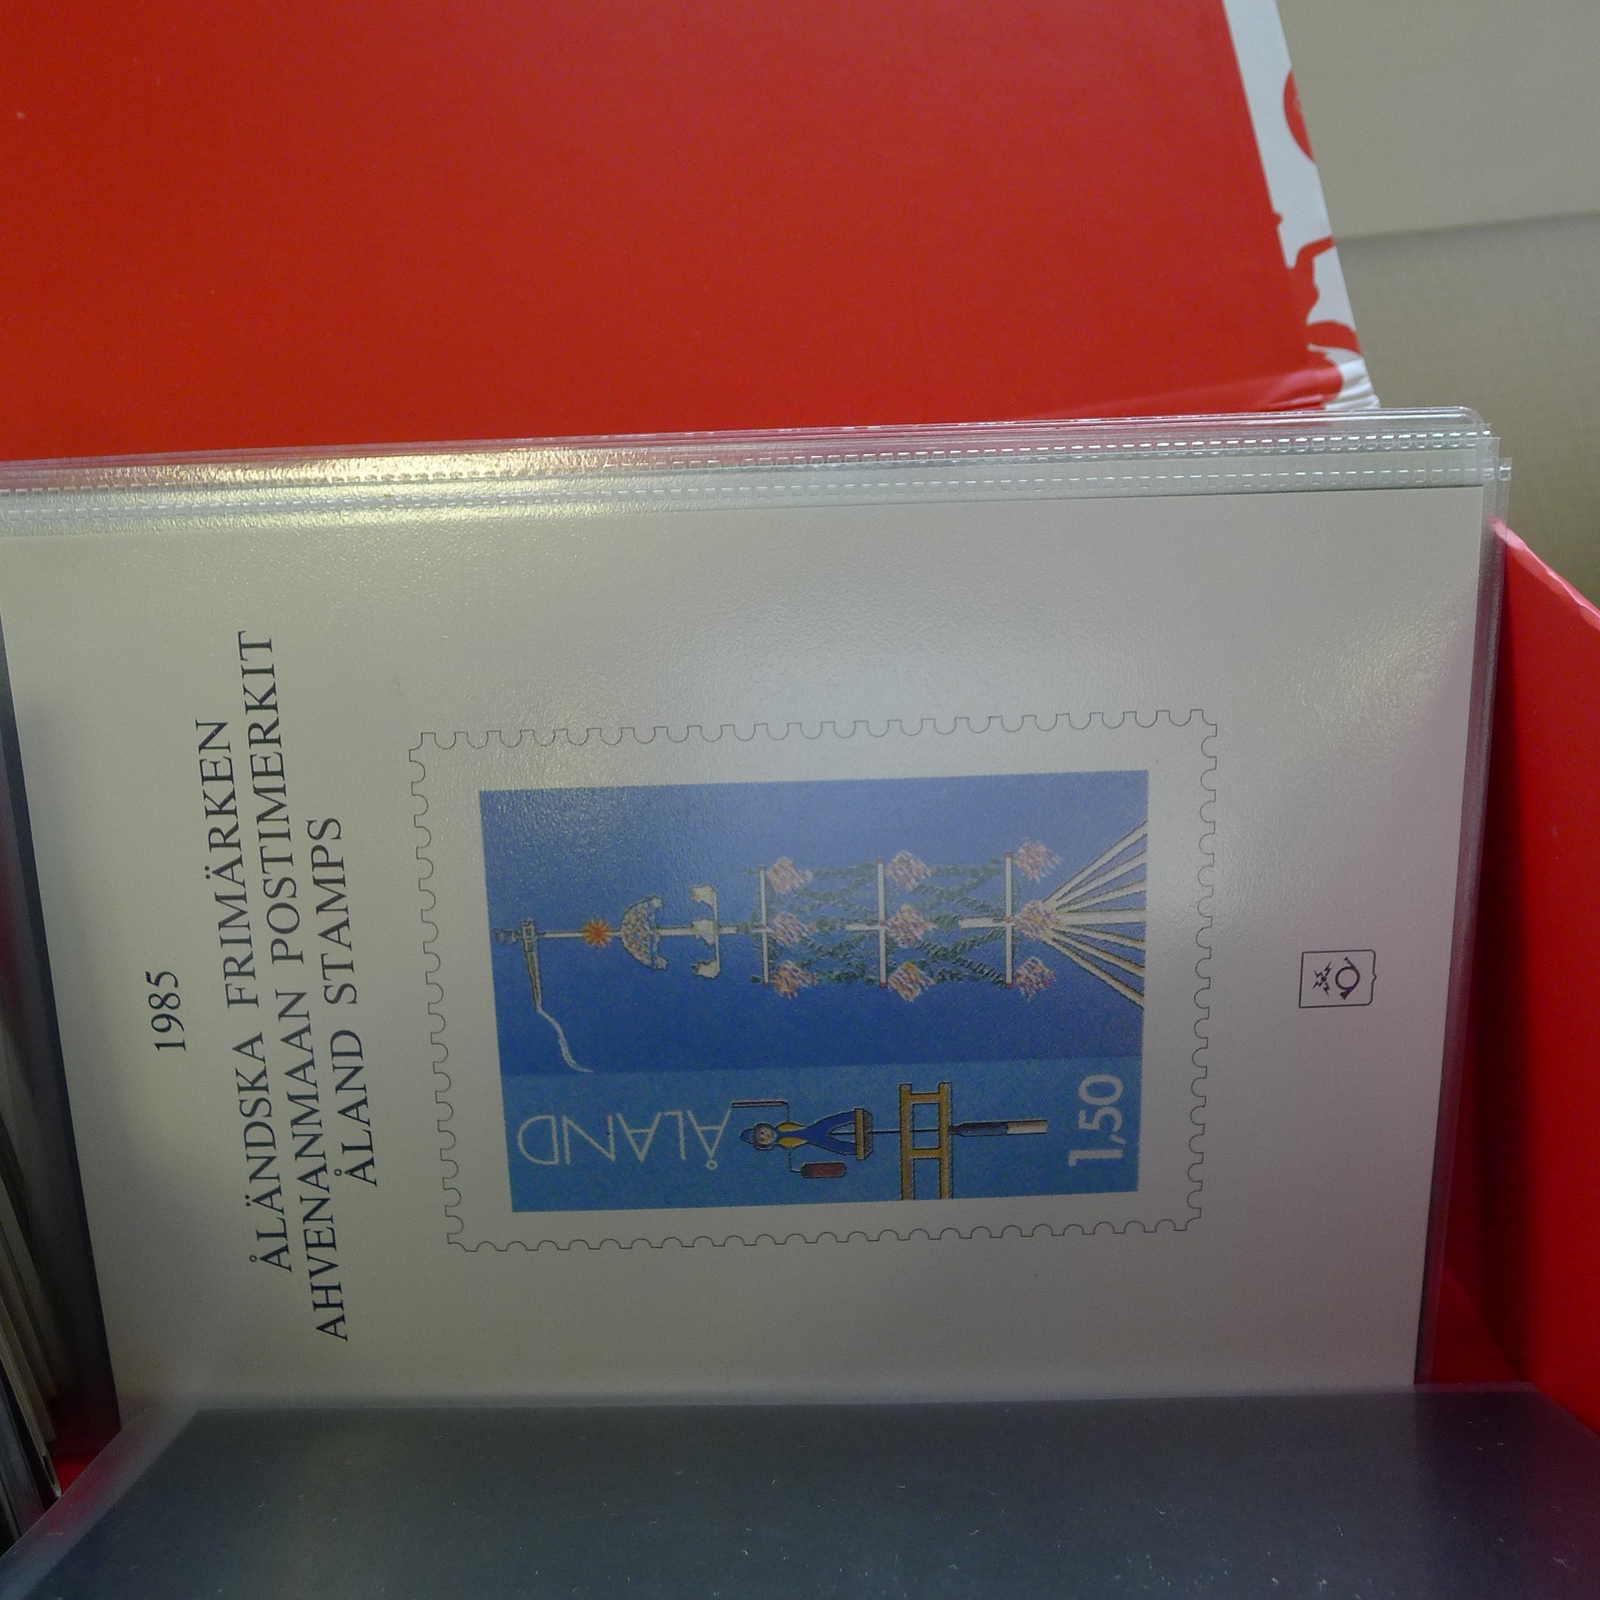 1985
ÅLÄNDSKA FRIMÄRKEN
AHVENANMAAN POSTIMERKIT
ÅLAND STAMPS
ÅLAND
1,50